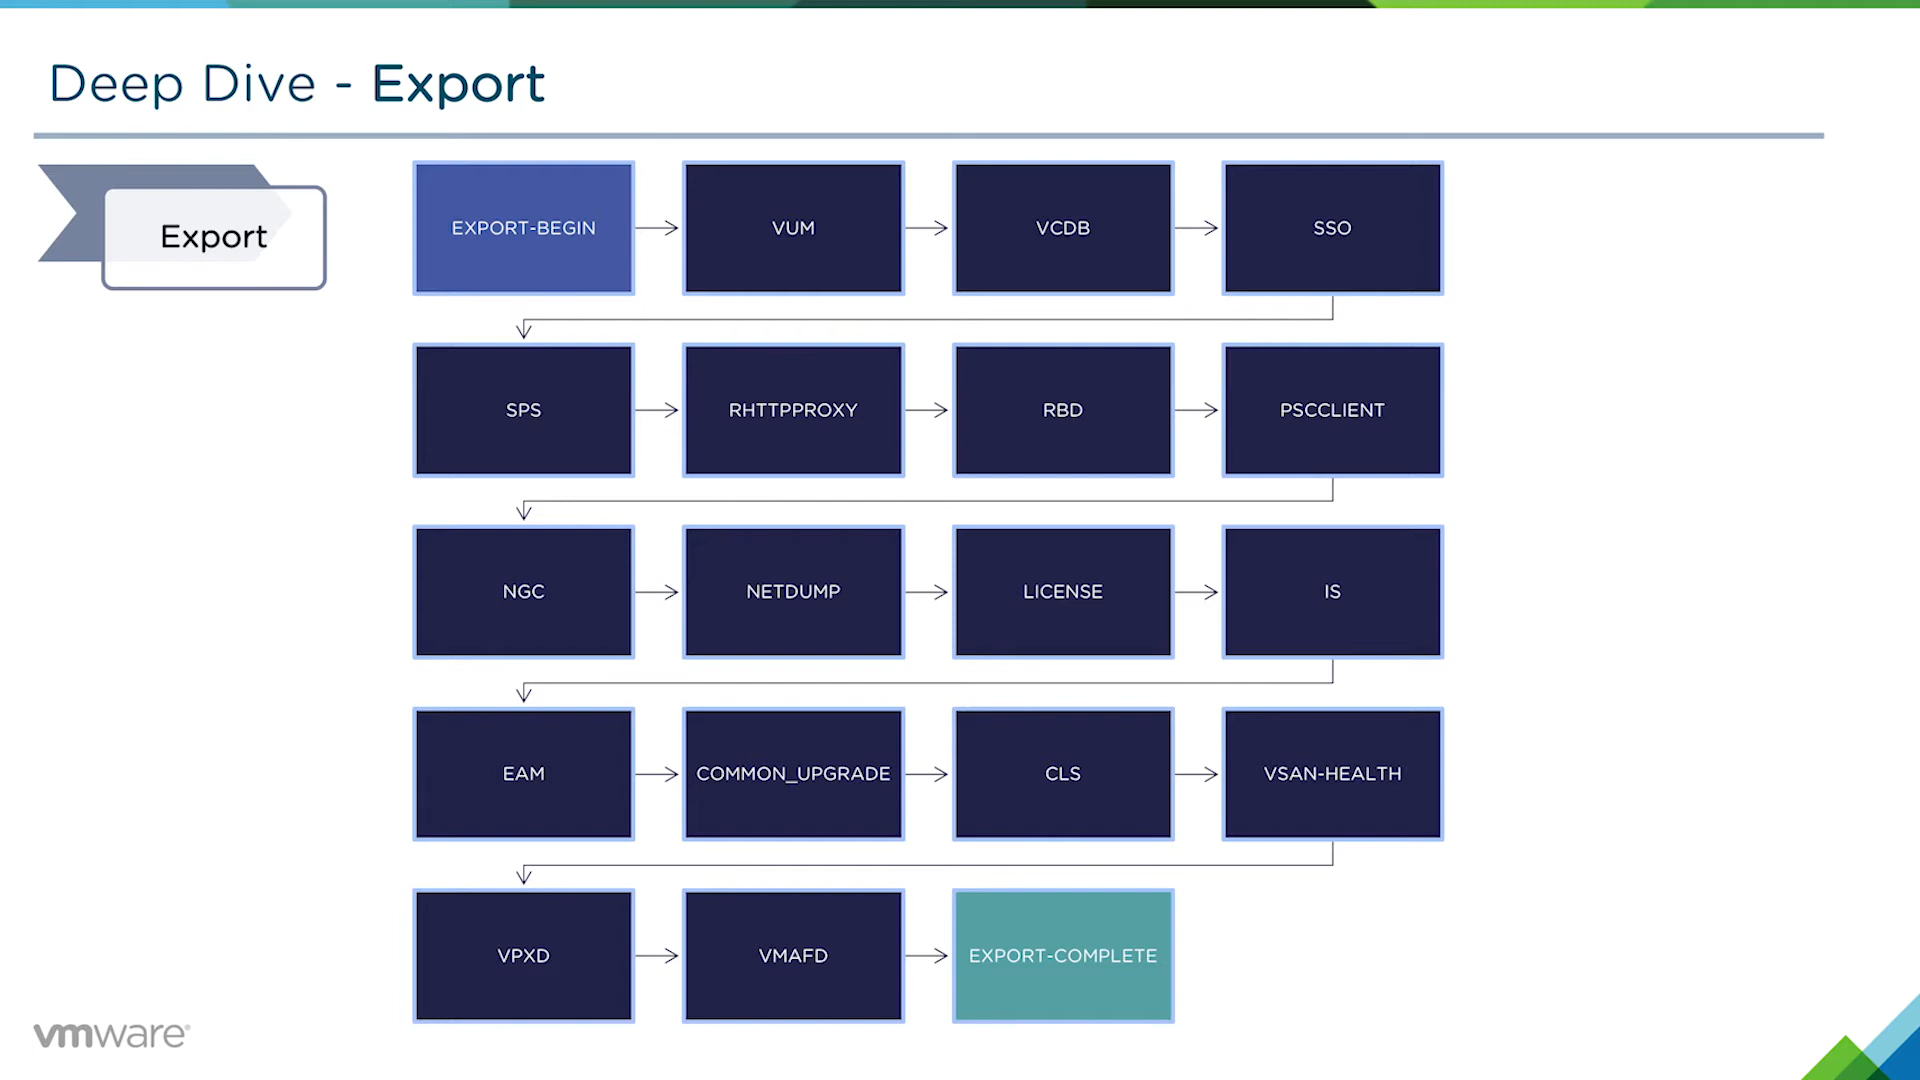 Deep Dive - Export
Export
EXPORT-BEGIN
VUM
VCDB
SSO
SPS
RHTTPPROXY
RBD
PSCCLIENT
NGC
NETDUMP
LICENSE
IS
EAM
COMMON_UPGRADE
CLS
VSAN-HEALTH
VPXD
VMAFD
EXPORT-COMPLETE
vmware®